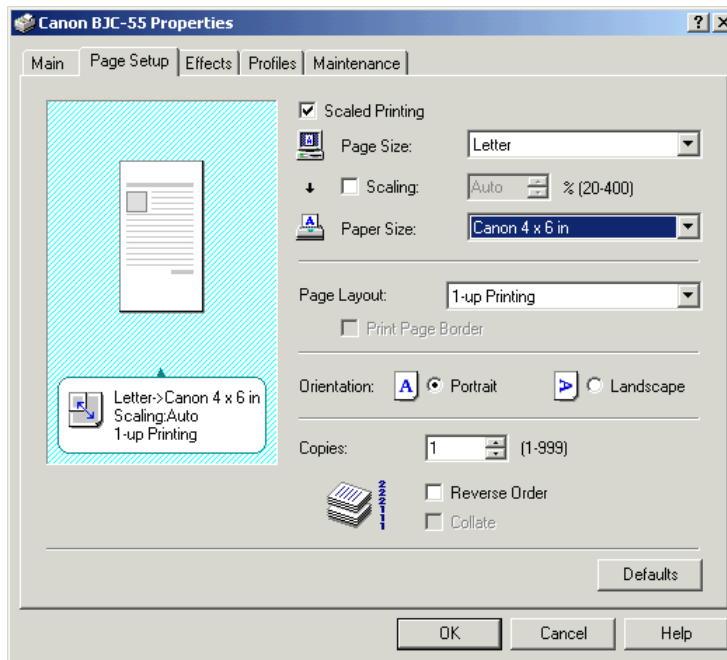 Canon BJC-55 Properties
Main Page Setup Effects Profiles Maintenance
Scaled Printing
Page Size: Letter
Scaling: Auto % (20-400)
Paper Size: Canon 4 x 6 in
Page Layout: 1-up Printing
Print Page Border
Letter->Canon 4 x 6 in
Scaling:Auto
1-up Printing
Orientation: A Portrait A Landscape
Copies: 1 (1-999)
222111
Reverse Order
Collate
Defaults
OK Cancel Help